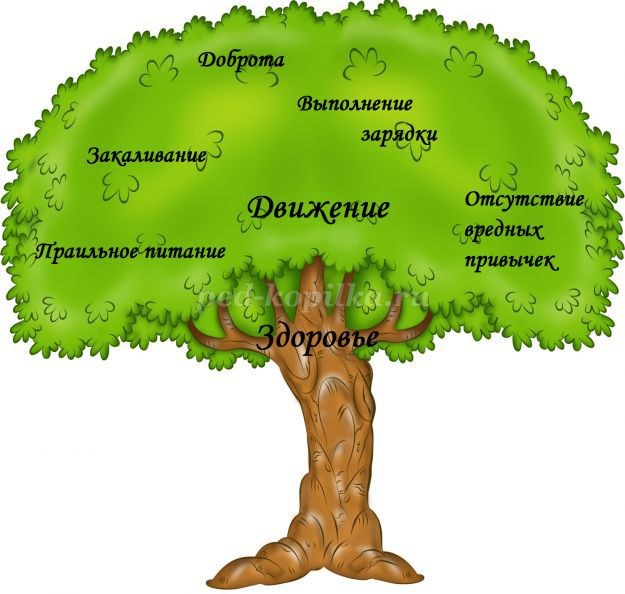 Доброта
Выполнение
зарядки
Закаливание
Движение
Отсутствие
вредных
привычек
Праильное питание
ped-kopilka.ru
Здоровье